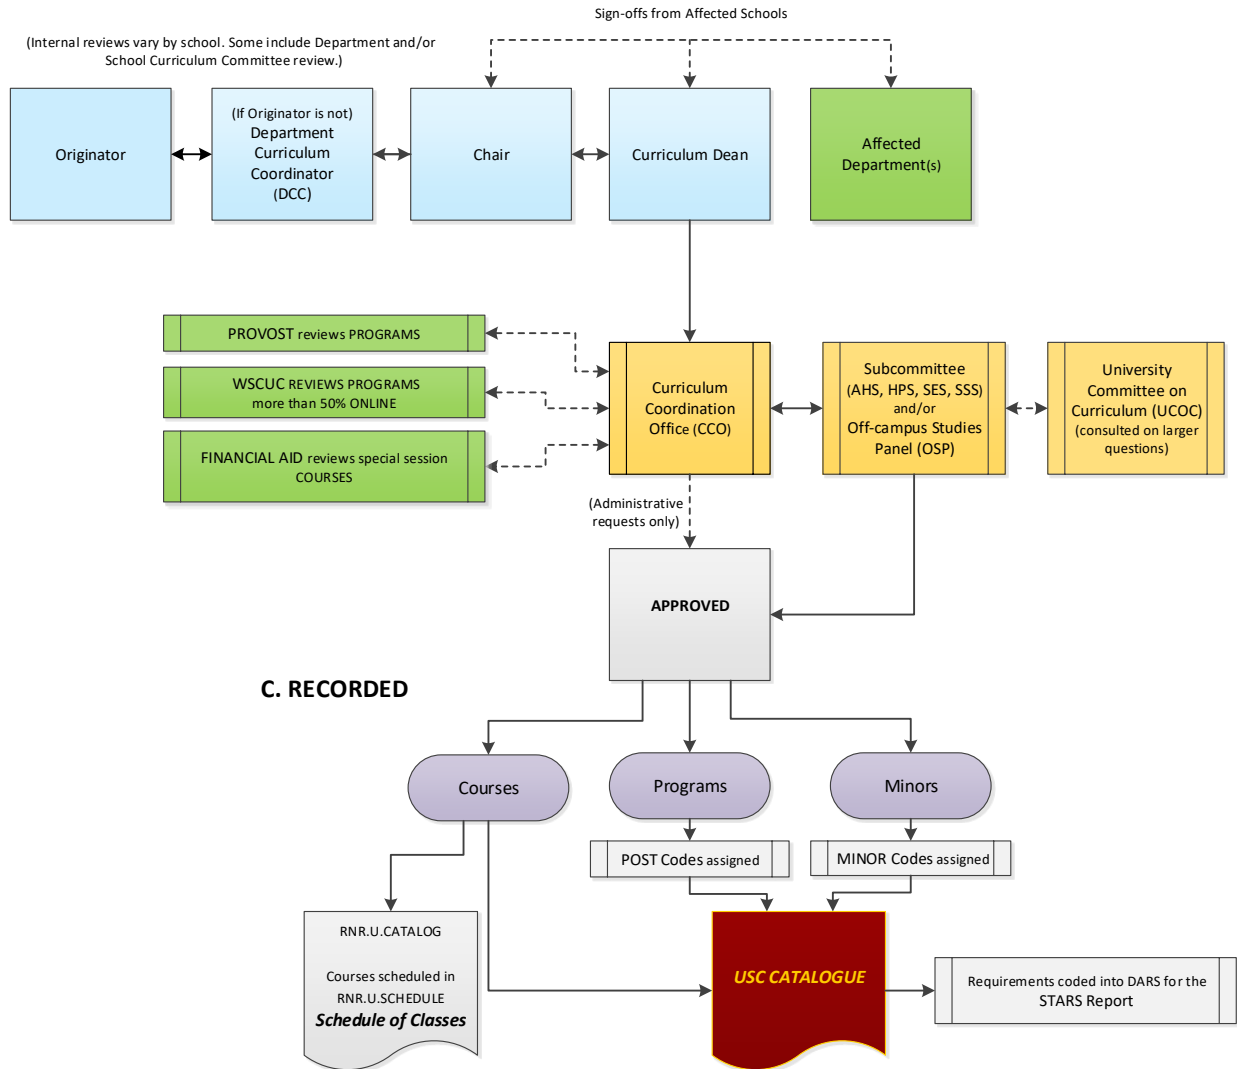 Sign-offs from Affected Schools
(Internal reviews vary by school. Some include Department and/or
School Curriculum Committee review.)
Originator
(If Originator is not)
Department
Curriculum
Coordinator
(DCC)
Chair
Curriculum Dean
Affected
Department(s)
PROVOST reviews PROGRAMS
WSCUC REVIEWS PROGRAMS
more than 50% ONLINE
FINANCIAL AID reviews special session
COURSES
Curriculum
Coordination
Office (CCO)
Subcommittee
(AHS, HPS, SES, SSS)
and/or
Off-campus Studies
Panel (OSP)
University
Committee on
Curriculum (UCOC)
(consulted on larger
questions)
(Administrative
requests only)
APPROVED
C. RECORDED
Courses
Programs
Minors
POST Codes assigned
MINOR Codes assigned
RNR.U.CATALOG
Courses scheduled in
RNR.U.SCHEDULE
Schedule of Classes
USC CATALOGUE
Requirements coded into DARS for the
STARS Report